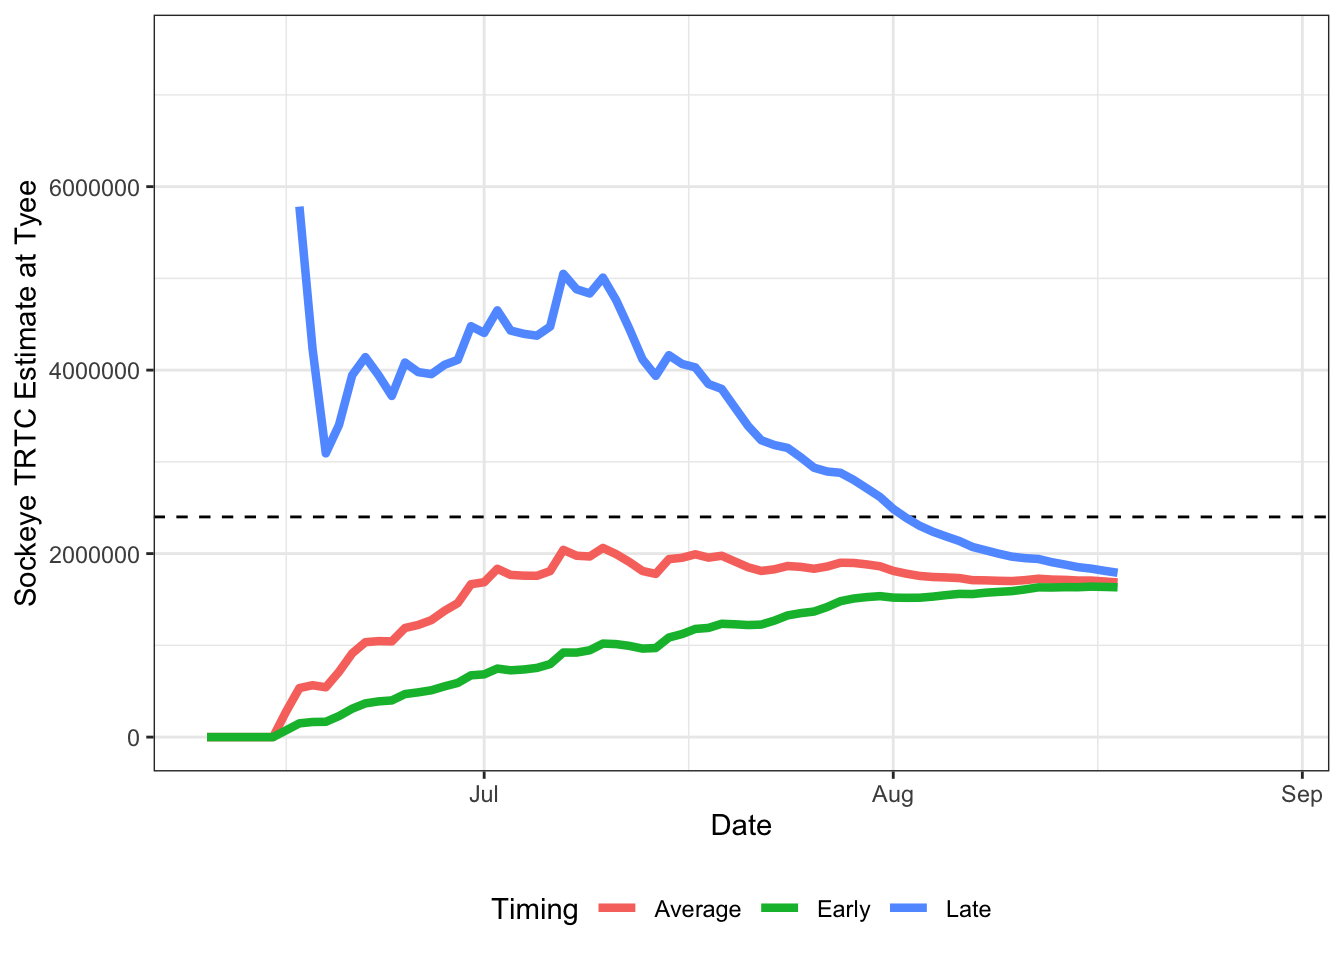 Sockeye TRTC Estimate at Tyee
6000000
4000000
2000000
0
Jul Aug Sep
Date
Timing Average Early Late